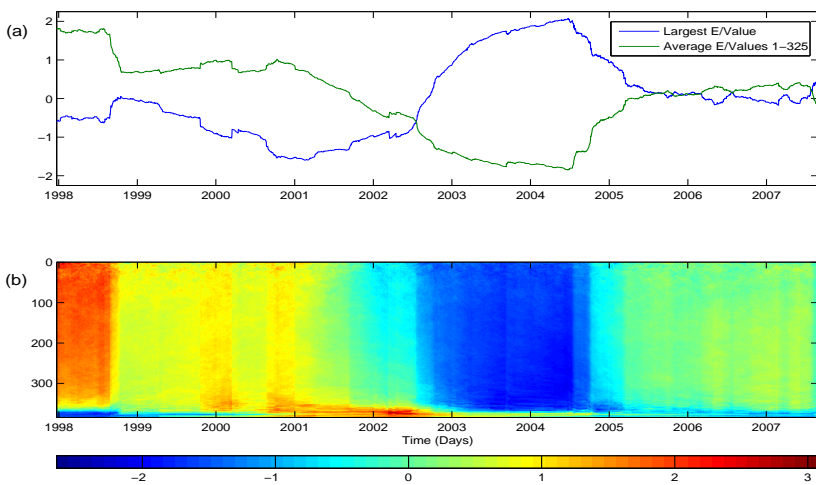 (a)
2
1
0
−1
−2
Largest E/Value
Average E/Values 1−325
1998 1999 2000 2001 2002 2003 2004 2005 2006 2007
(b)
0
100
200
300
1998 1999 2000 2001 2002 2003 2004 2005 2006 2007
Time (Days)
−2 −1 0 1 2 3